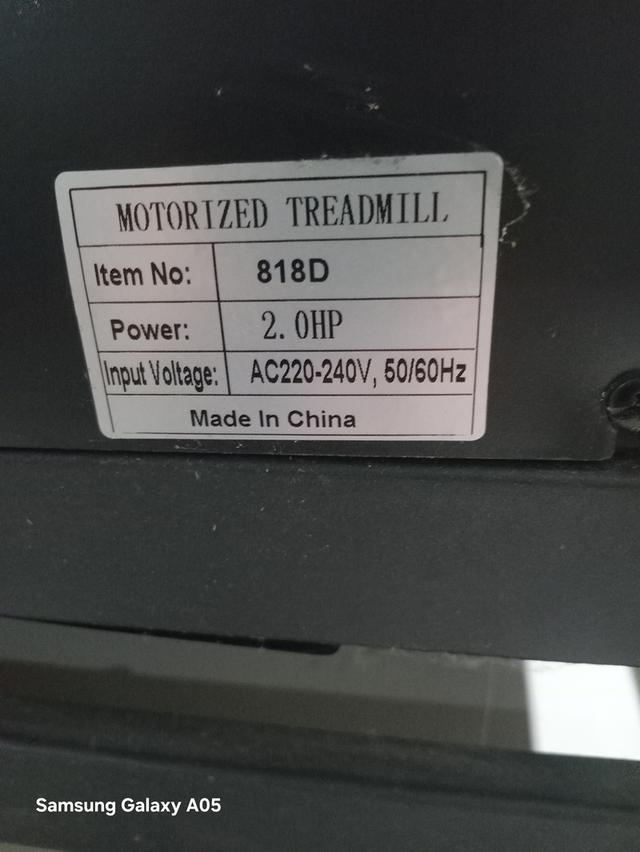 MOTORIZED TREADMILL
Item No: 818D
Power: 2.0HP
Input Voltage: AC220-240V, 50/60Hz
Made In China
Samsung Galaxy A05